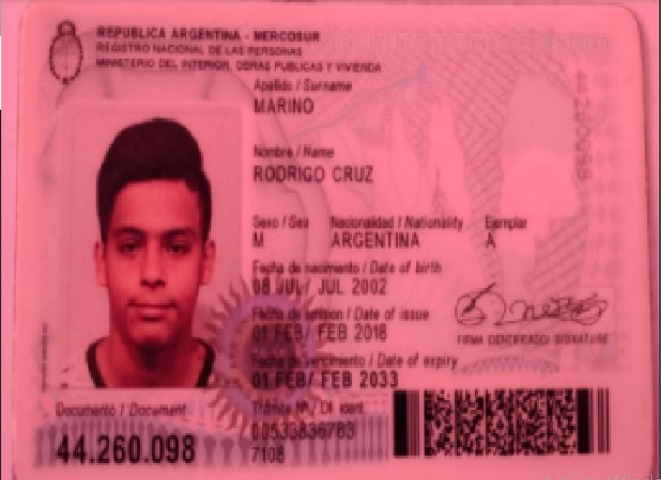 REPUBLICA ARGENTINA - MERCOSUR
REGISTRO NACIONAL DE LAS PERSONAS
MINISTERIO DEL INTERIOR, OBRAS PUBLICAS Y VIVIENDA
Apellido / Surname
MARINO
Nombre / Name
RODRIGO CRUZ
Sexo / Sex Nacionalidad / Nationality Ejemplar
M ARGENTINA A
Fecha de nacimiento / Date of birth
08 JUL/ JUL 2002
Fecha de emision / Date of issue
01 FEB/ FEB 2018
FIRMA IDENTIFICADO/ SIGNATURE
Fecha de vencimiento / Date of expiry
01 FEB/ FEB 2033
Documento / Document
44.260.098
Trámite Nº / Of. ident.
00533836783
7108